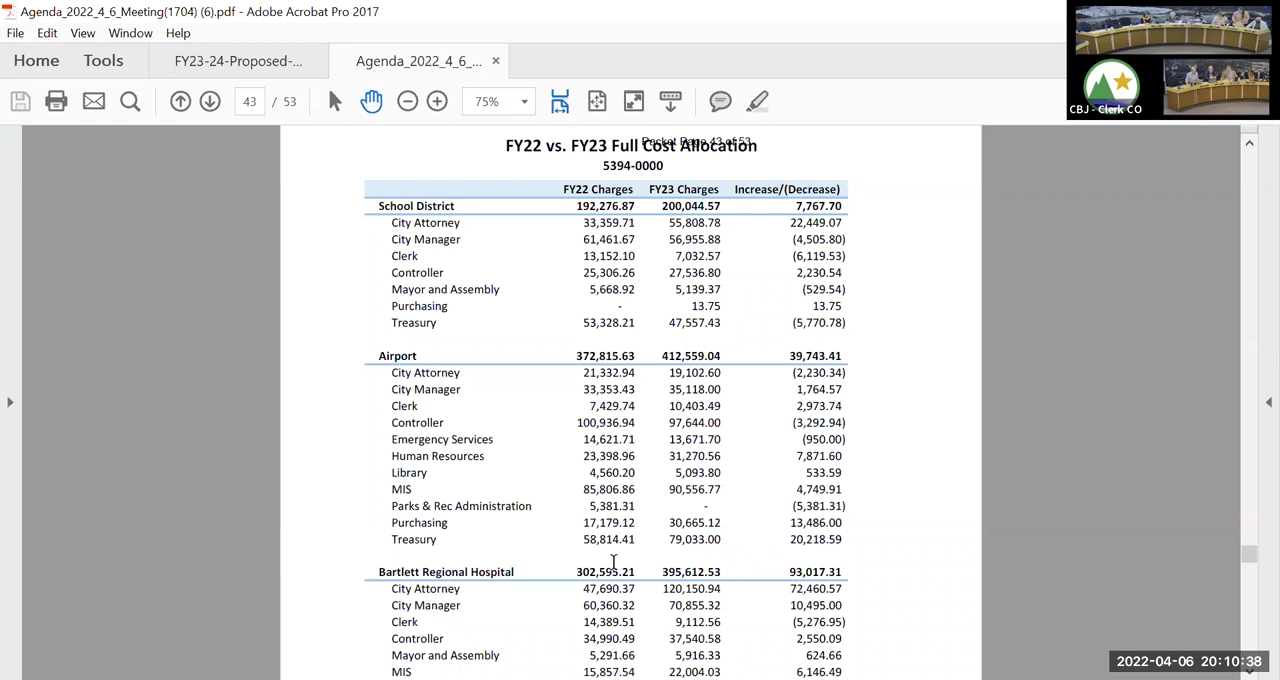 Agenda_2022_4_6_Meeting(1704) (6).pdf - Adobe Acrobat Pro 2017
File Edit View Window Help
Home Tools FY23-24-Proposed-... Agenda_2022_4_6_... ×
43 / 53 75%
CBJ - Clerk CO
Packet Page 43 of 53
FY22 vs. FY23 Full Cost Allocation
5394-0000
FY22 Charges FY23 Charges Increase/(Decrease)
School District 192,276.87 200,044.57 7,767.70
City Attorney 33,359.71 55,808.78 22,449.07
City Manager 61,461.67 56,955.88 (4,505.80)
Clerk 13,152.10 7,032.57 (6,119.53)
Controller 25,306.26 27,536.80 2,230.54
Mayor and Assembly 5,668.92 5,139.37 (529.54)
Purchasing - 13.75 13.75
Treasury 53,328.21 47,557.43 (5,770.78)
Airport 372,815.63 412,559.04 39,743.41
City Attorney 21,332.94 19,102.60 (2,230.34)
City Manager 33,353.43 35,118.00 1,764.57
Clerk 7,429.74 10,403.49 2,973.74
Controller 100,936.94 97,644.00 (3,292.94)
Emergency Services 14,621.71 13,671.70 (950.00)
Human Resources 23,398.96 31,270.56 7,871.60
Library 4,560.20 5,093.80 533.59
MIS 85,806.86 90,556.77 4,749.91
Parks & Rec Administration 5,381.31 - (5,381.31)
Purchasing 17,179.12 30,665.12 13,486.00
Treasury 58,814.41 79,033.00 20,218.59
Bartlett Regional Hospital 302,595.21 395,612.53 93,017.31
City Attorney 47,690.37 120,150.94 72,460.57
City Manager 60,360.32 70,855.32 10,495.00
Clerk 14,389.51 9,112.56 (5,276.95)
Controller 34,990.49 37,540.58 2,550.09
Mayor and Assembly 5,291.66 5,916.33 624.66
MIS 15,857.54 22,004.03 6,146.49
2022-04-06 20:10:38